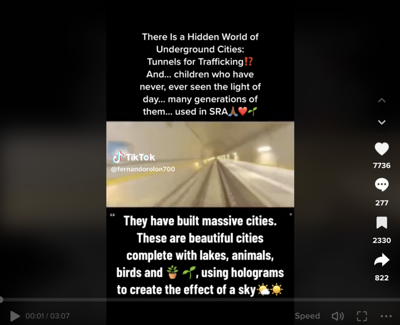 There Is a Hidden World of
Underground Cities:
Tunnels for Trafficking⁉️
And... children who have
never, ever seen the light of
day... many generations of
them... used in SRA🙏🏾❤️🌱
TikTok
@fernandorolon700
They have built massive cities.
These are beautiful cities
complete with lakes, animals,
birds and 🪴 🌱, using holograms
to create the effect of a sky🌤️☀️
7736
277
2330
822
00:01 / 03:07
Speed